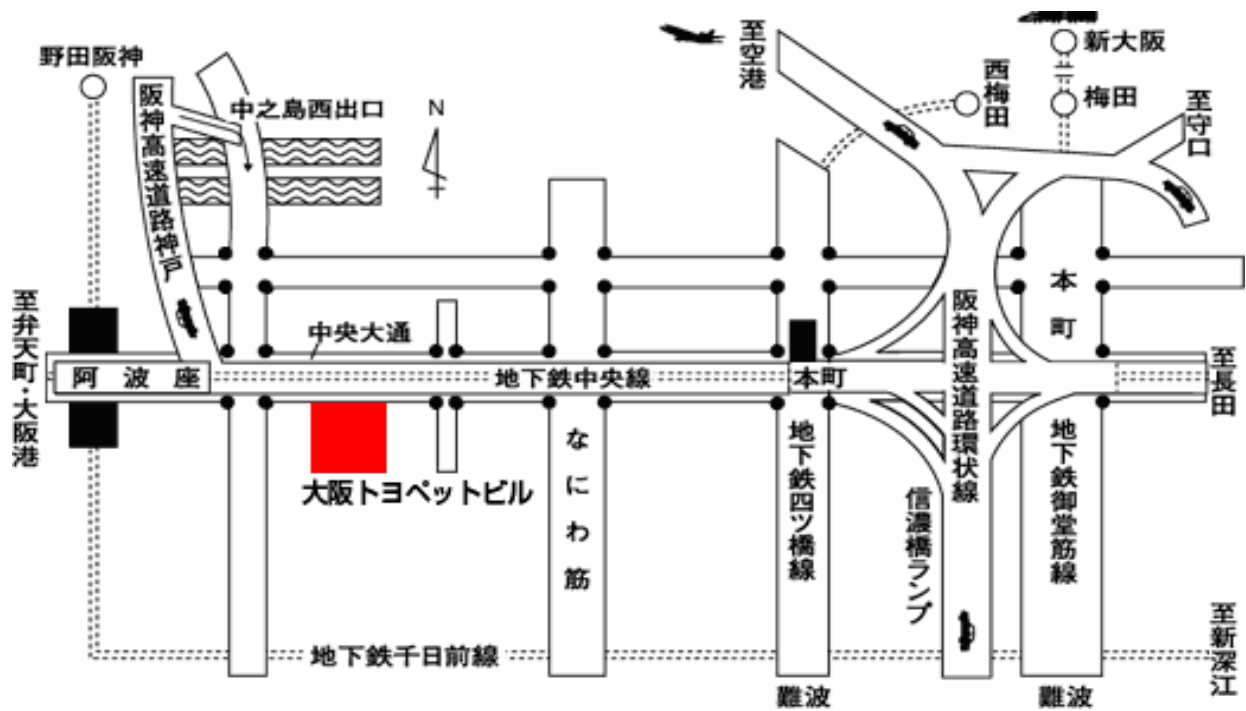 野田阪神
至空港
新大阪
西梅田
梅田
至守口
中之島西出口
N
阪神高速道路神戸
本町
至弁天町・大阪港
中央大通
阪神高速道路環状線
阿波座
地下鉄中央線
本町
至長田
なにわ筋
地下鉄四ツ橋線
地下鉄御堂筋線
大阪トヨペットビル
信濃橋ランプ
至新深江
地下鉄千日前線
難波
難波